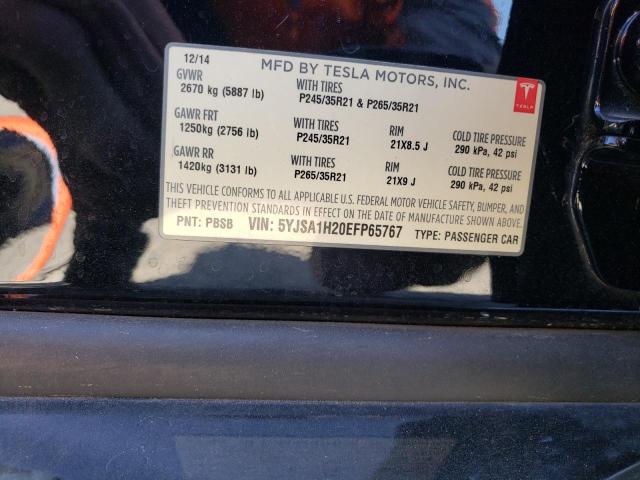 12/14
MFD BY TESLA MOTORS, INC.
GVWR
2670 kg (5887 lb)
WITH TIRES
P245/35R21 & P265/35R21
TESLA
GAWR FRT
1250kg (2756 lb)
WITH TIRES
P245/35R21
RIM
21X8.5 J
COLD TIRE PRESSURE
290 kPa, 42 psi
GAWR RR
1420kg (3131 lb)
WITH TIRES
P265/35R21
RIM
21X9 J
COLD TIRE PRESSURE
290 kPa, 42 psi
THIS VEHICLE CONFORMS TO ALL APPLICABLE U.S. FEDERAL MOTOR VEHICLE SAFETY, BUMPER, AND
THEFT PREVENTION STANDARDS IN EFFECT ON THE DATE OF MANUFACTURE SHOWN ABOVE.
PNT: PBSB VIN: 5YJSA1H20EFP65767 TYPE: PASSENGER CAR